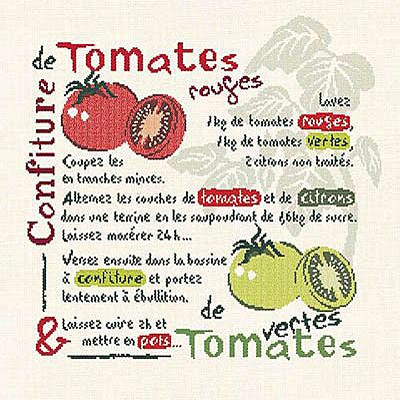 Confiture
de Tomates
rouges
Lavez
1kg de tomates rouges,
1kg de tomates vertes,
2 citrons non traités.
Coupez les
en tranches minces.
Alternez les couches de tomates et de citrons
dans une terrine en les saupoudrant de 1,6kg de sucre.
Laissez macérer 24h...
Versez ensuite dans la bassine
à confiture et portez
lentement à ébullition.
Laissez cuire 2h et
mettre en pots...
& de
vertes
Tomates